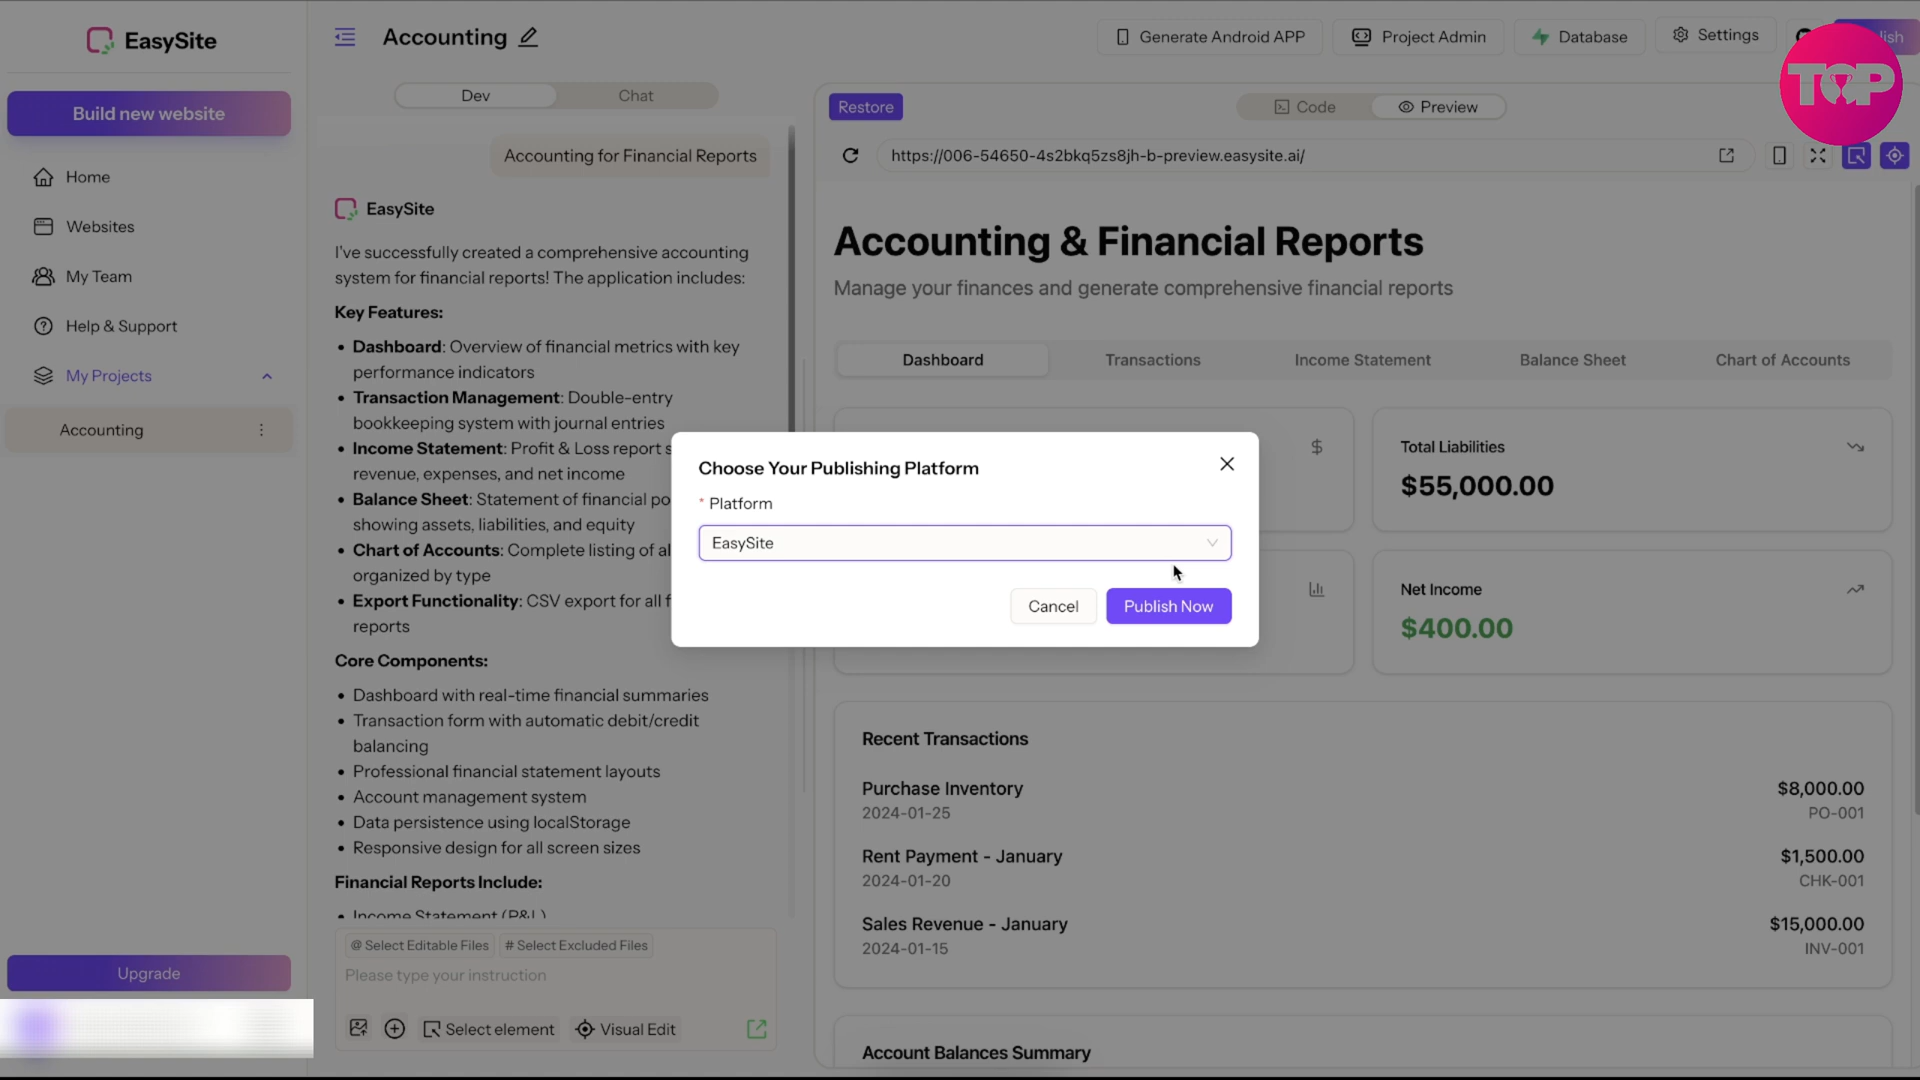 EasySite
Build new website
Home
Websites
My Team
Help & Support
My Projects
Accounting
Upgrade
Accounting
Generate Android APP
Project Admin
Database
Settings
TOP
Dev
Chat
Accounting for Financial Reports
EasySite
I've successfully created a comprehensive accounting
system for financial reports! The application includes:
Key Features:
• Dashboard: Overview of financial metrics with key
performance indicators
• Transaction Management: Double-entry
bookkeeping system with journal entries
• Income Statement: Profit & Loss report
revenue, expenses, and net income
• Balance Sheet: Statement of financial
showing assets, liabilities, and equity
• Chart of Accounts: Complete listing of
organized by type
• Export Functionality: CSV export for all
reports
Core Components:
• Dashboard with real-time financial summaries
• Transaction form with automatic debit/credit
balancing
• Professional financial statement layouts
• Account management system
• Data persistence using localStorage
• Responsive design for all screen sizes
Financial Reports Include:
• Income Statement (P&L)
@ Select Editable Files
# Select Excluded Files
Please type your instruction
Select element
Visual Edit
Restore
Code
Preview
https://006-54650-4s2bkq5zs8jh-b-preview.easysite.ai/
Accounting & Financial Reports
Manage your finances and generate comprehensive financial reports
Dashboard
Transactions
Income Statement
Balance Sheet
Chart of Accounts
$
Total Liabilities
$55,000.00
Net Income
$400.00
Choose Your Publishing Platform
* Platform
EasySite
Cancel
Publish Now
Recent Transactions
Purchase Inventory
$8,000.00
2024-01-25
PO-001
Rent Payment - January
$1,500.00
2024-01-20
CHK-001
Sales Revenue - January
$15,000.00
2024-01-15
INV-001
Account Balances Summary